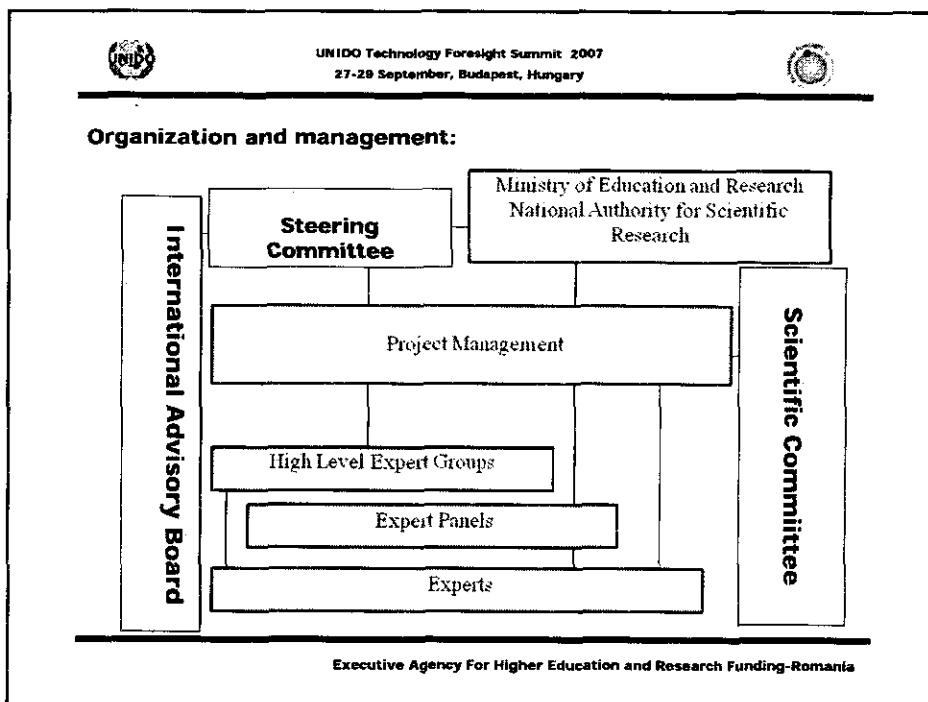 UNIDO
UNIDO Technology Foresight Summit 2007
27-29 September, Budapest, Hungary
Organization and management:
International Advisory Board
Steering
Committee
Ministry of Education and Research
National Authority for Scientific
Research
Project Management
Scientific Commiittee
High Level Expert Groups
Expert Panels
Experts
Executive Agency For Higher Education and Research Funding-Romania